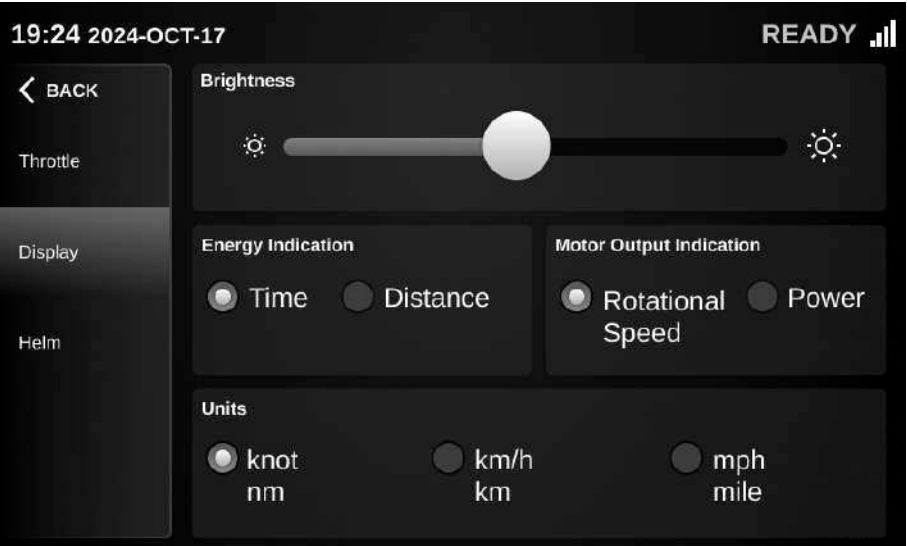 19:24 2024-OCT-17
READY
BACK
Throttle
Display
Helm
Brightness
Energy Indication
Time
Distance
Motor Output Indication
Rotational
Speed
Power
Units
knot
nm
km/h
km
mph
mile